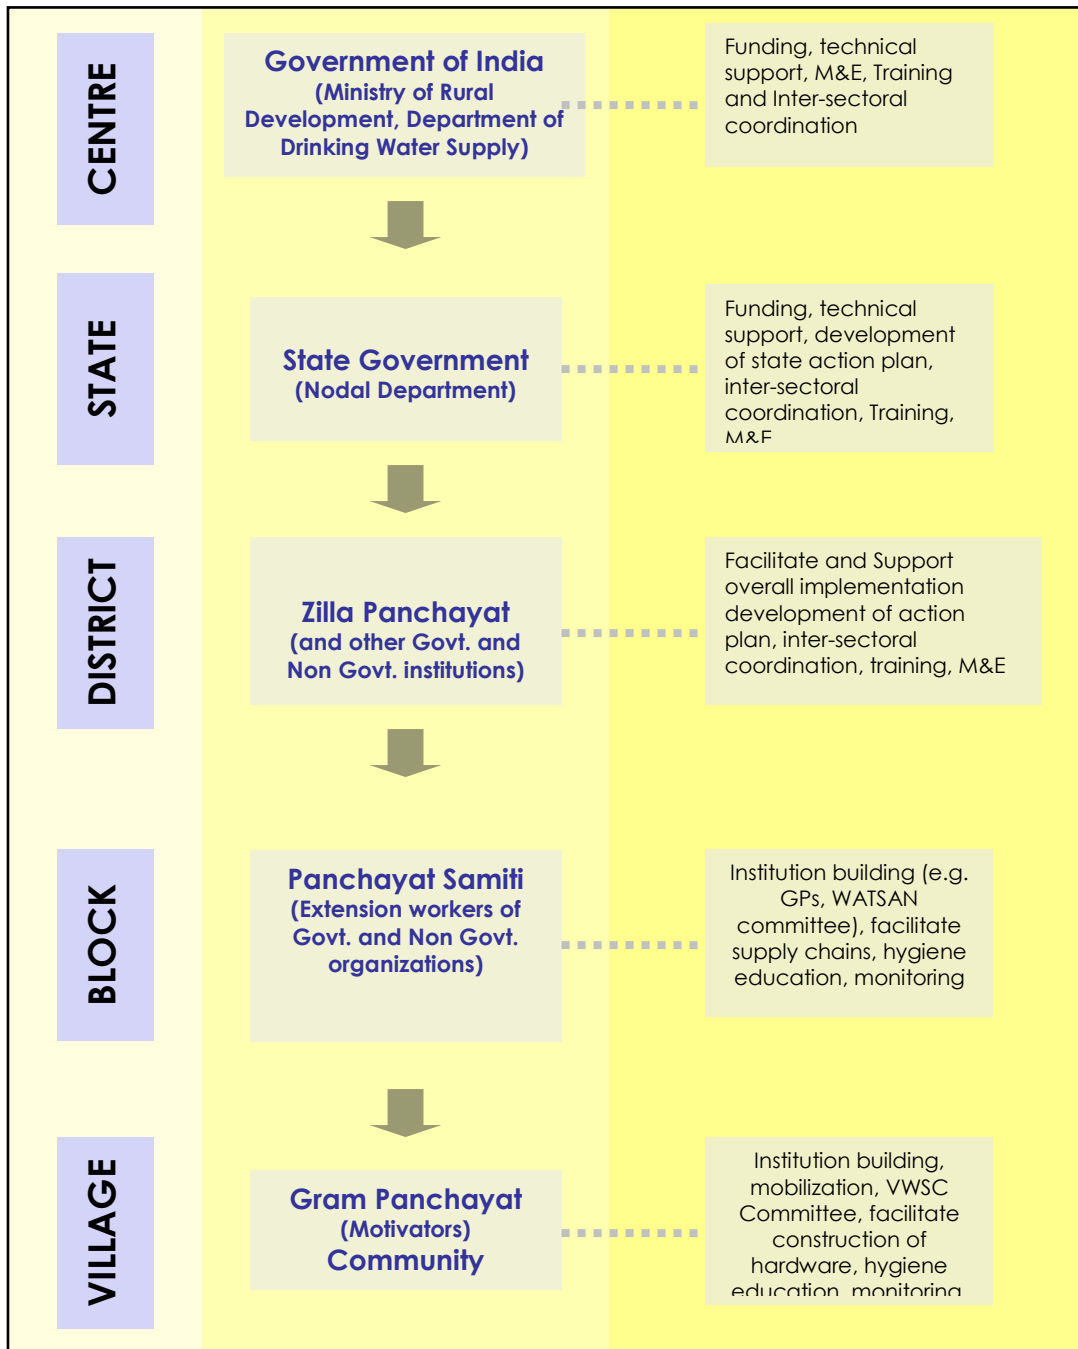 CENTRE
Government of India
(Ministry of Rural
Development, Department of
Drinking Water Supply)
Funding, technical
support, M&E, Training
and Inter-sectoral
coordination
STATE
State Government
(Nodal Department)
Funding, technical
support, development
of state action plan,
inter-sectoral
coordination, Training,
M&E
DISTRICT
Zilla Panchayat
(and other Govt. and
Non Govt. institutions)
Facilitate and Support
overall implementation
development of action
plan, inter-sectoral
coordination, training, M&E
BLOCK
Panchayat Samiti
(Extension workers of
Govt. and Non Govt.
organizations)
Institution building (e.g.
GPs, WATSAN
committee), facilitate
supply chains, hygiene
education, monitoring
VILLAGE
Gram Panchayat
(Motivators)
Community
Institution building,
mobilization, VWSC
Committee, facilitate
construction of
hardware, hygiene
education, monitoring